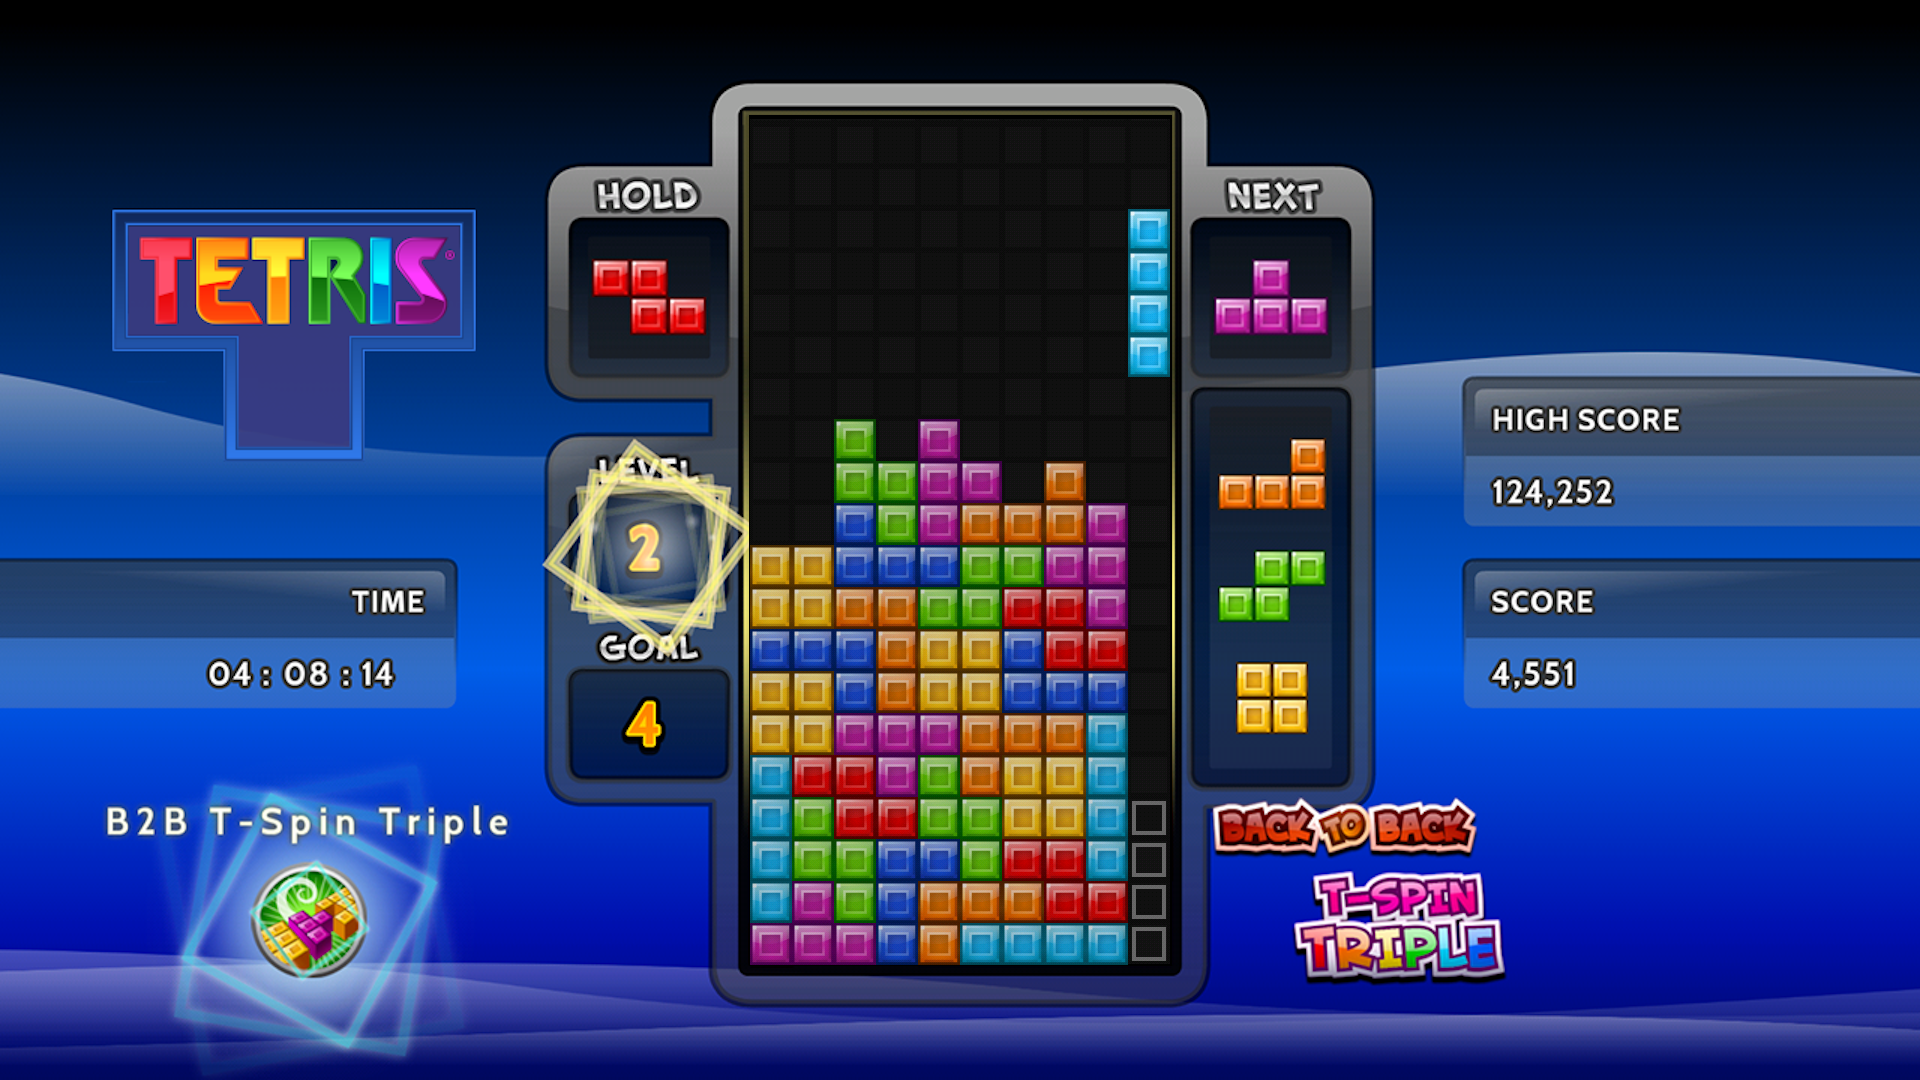 TETRIS®
HOLD
NEXT
LEVEL
2
GOAL
4
TIME
04 : 08 : 14
HIGH SCORE
124,252
SCORE
4,551
B2B T-Spin Triple
BACK TO BACK
T-SPIN
TRIPLE